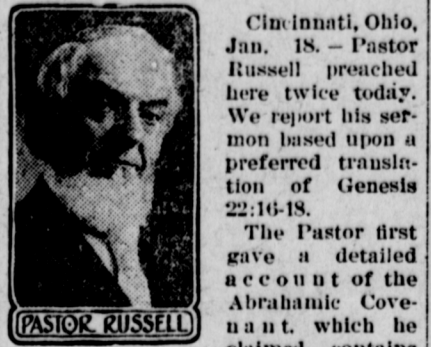 Cincinnati, Ohio,
Jan. 18. – Pastor
Russell preached
here twice today.
We report his ser-
mon based upon a
preferred transla-
tion of Genesis
22:16-18.
The Pastor first
gave a detailed
account of the
Abrahamic Cove-
nant, which he
claimed contains
PASTOR RUSSELL